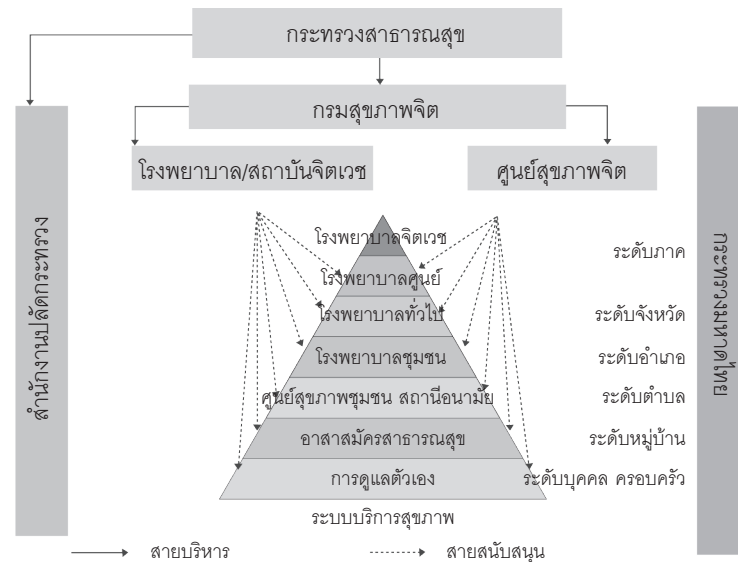 กระทรวงสาธารณสุข
กรมสุขภาพจิต
โรงพยาบาล/สถาบันจิตเวช
ศูนย์สุขภาพจิต
สำนักงานปลัดกระทรวง
กระทรวงมหาดไทย
โรงพยาบาลจิตเวช
ระดับภาค
โรงพยาบาลศูนย์
โรงพยาบาลทั่วไป
ระดับจังหวัด
โรงพยาบาลชุมชน
ระดับอำเภอ
ศูนย์สุขภาพชุมชน สถานีอนามัย
ระดับตำบล
อาสาสมัครสาธารณสุข
ระดับหมู่บ้าน
การดูแลตัวเอง
ระดับบุคคล ครอบครัว
ระบบบริการสุขภาพ
สายบริหาร
สายสนับสนุน